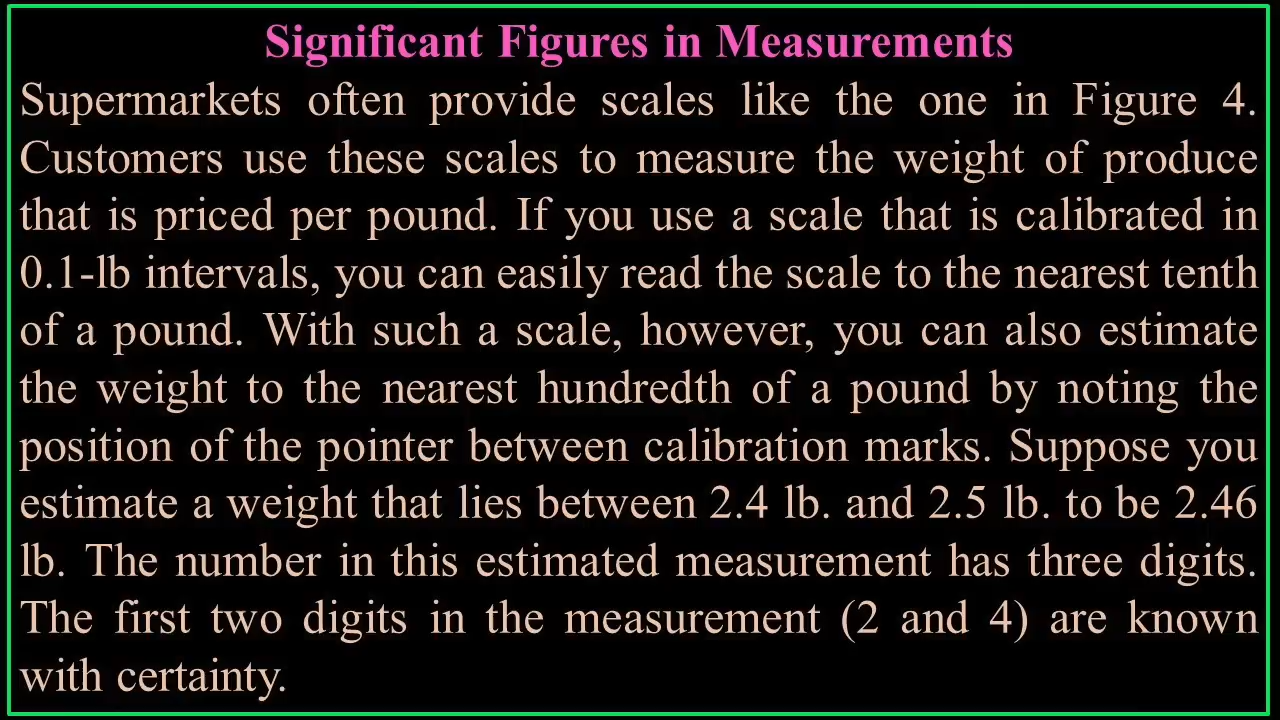 Significant Figures in Measurements
Supermarkets often provide scales like the one in Figure 4.
Customers use these scales to measure the weight of produce
that is priced per pound. If you use a scale that is calibrated in
0.1-lb intervals, you can easily read the scale to the nearest tenth
of a pound. With such a scale, however, you can also estimate
the weight to the nearest hundredth of a pound by noting the
position of the pointer between calibration marks. Suppose you
estimate a weight that lies between 2.4 lb. and 2.5 lb. to be 2.46
lb. The number in this estimated measurement has three digits.
The first two digits in the measurement (2 and 4) are known
with certainty.